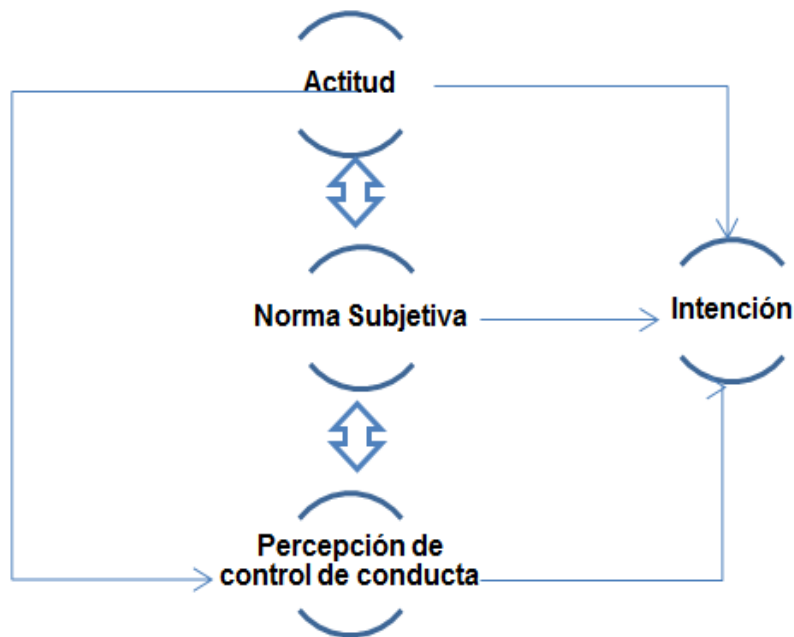 Actitud
Norma Subjetiva
Intención
Percepción de
control de conducta